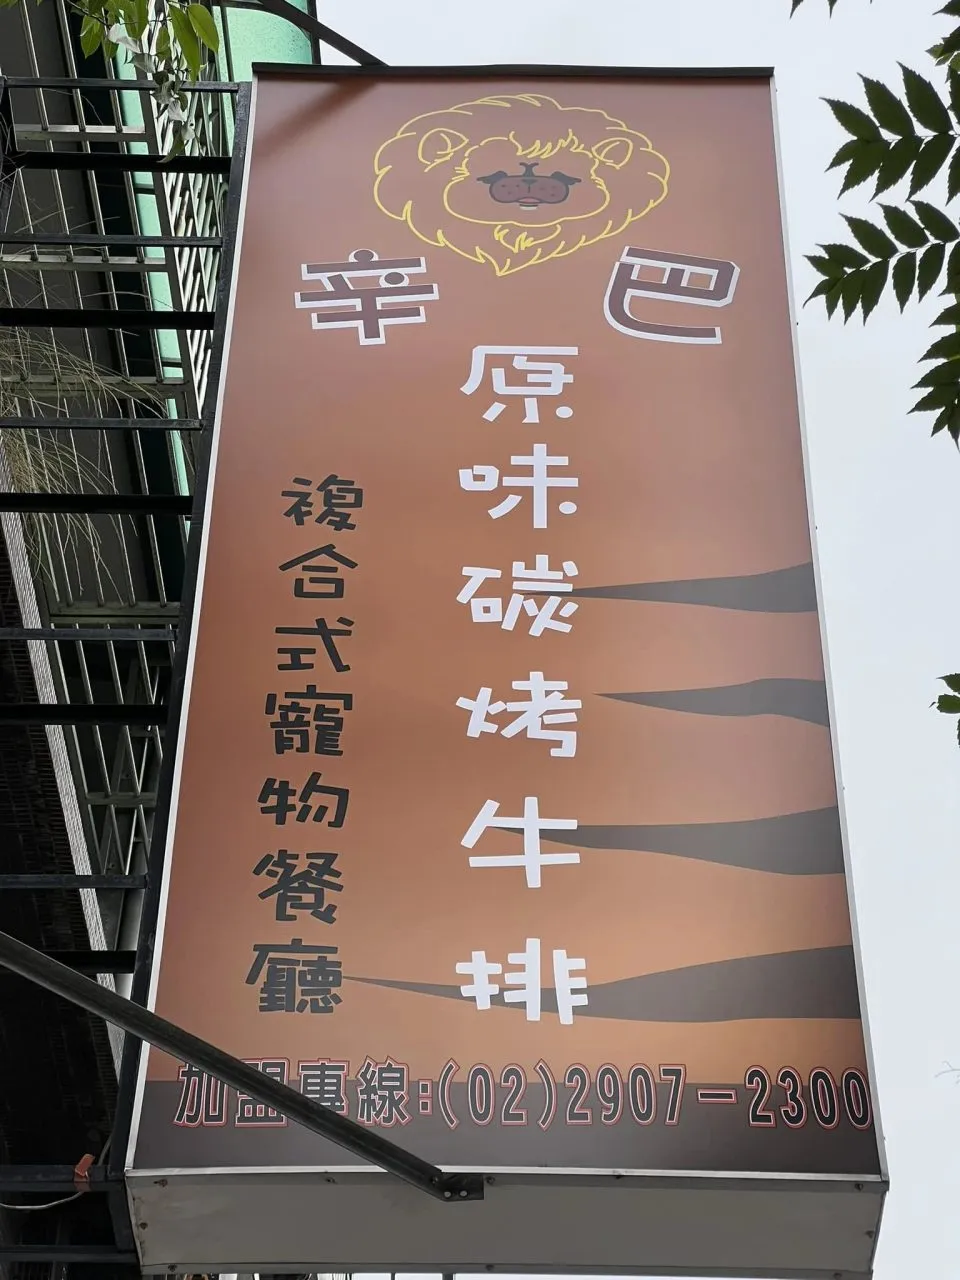 辛巴
原味碳烤牛排
複合式寵物餐廳
加盟專線:(02)2907-2300